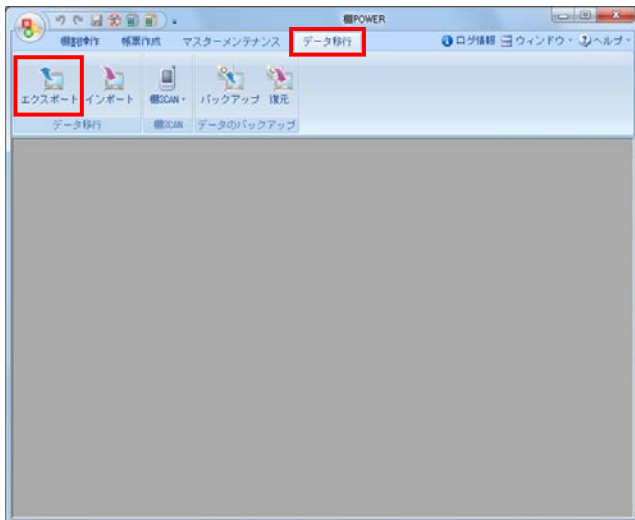 棚POWER
棚割操作 帳票作成 マスターメンテナンス データ移行 ログ情報 ウィンドウ ヘルプ
エクスポート インポート 棚SCAN バックアップ 復元
データ移行 棚SCAN データのバックアップ